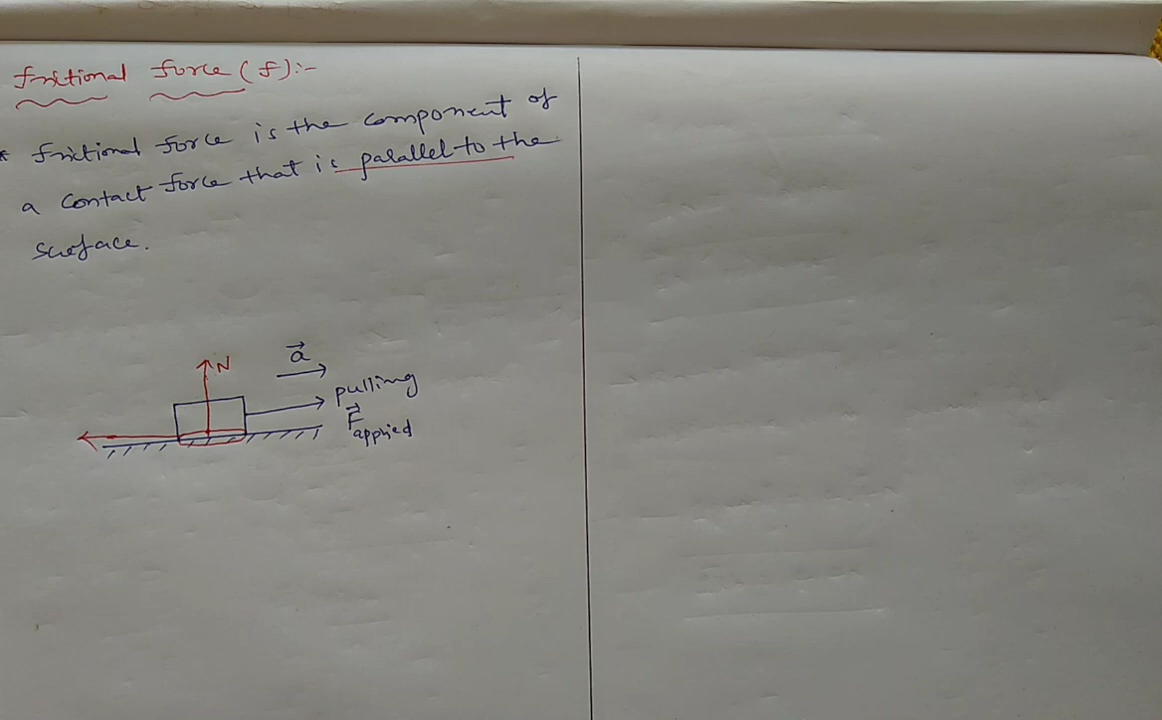 frictional force (f):-
* frictional force is the component of
a contact force that is parallel to the
surface.
N
a⃗
pulling
F⃗ applied